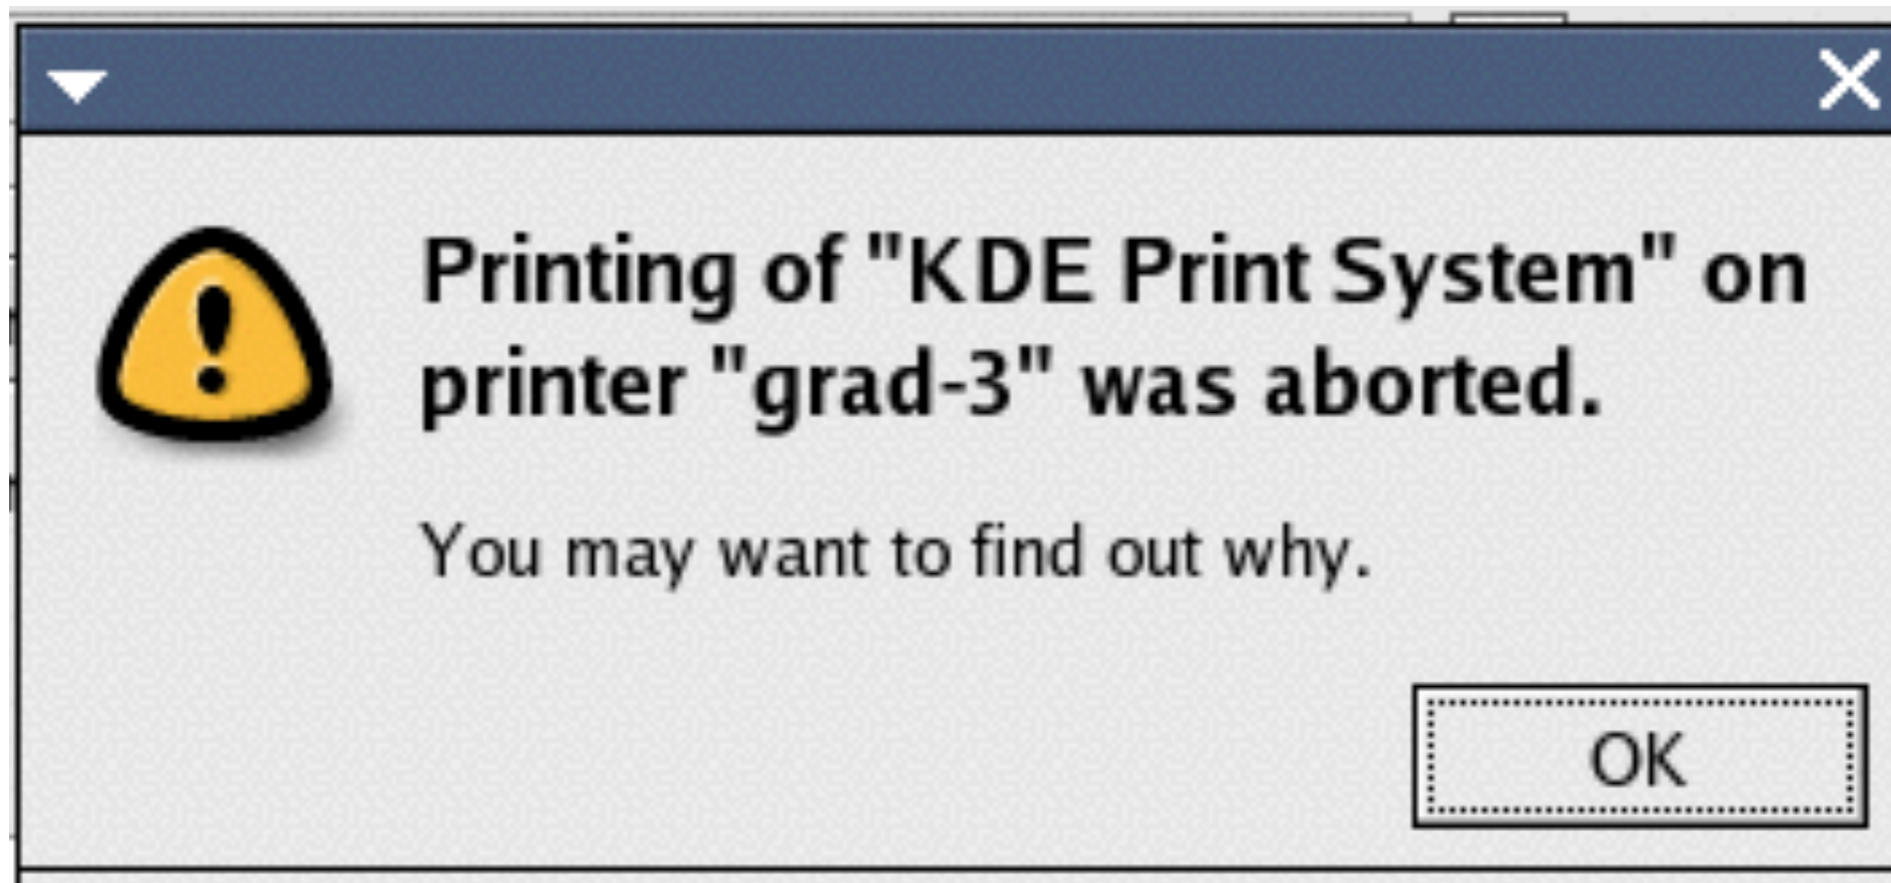 Printing of "KDE Print System" on
printer "grad-3" was aborted.
You may want to find out why.
OK